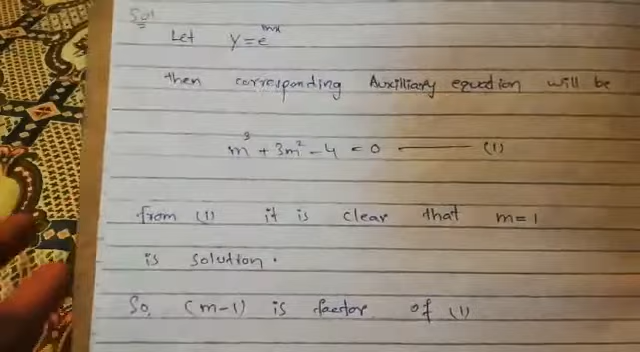 Sol
Let y = e^mx
then corresponding Auxilliary equation will be
m³ + 3m² - 4 = 0 —— (1)
from (1) it is clear that m=1
is solution.
So, (m-1) is factor of (1)